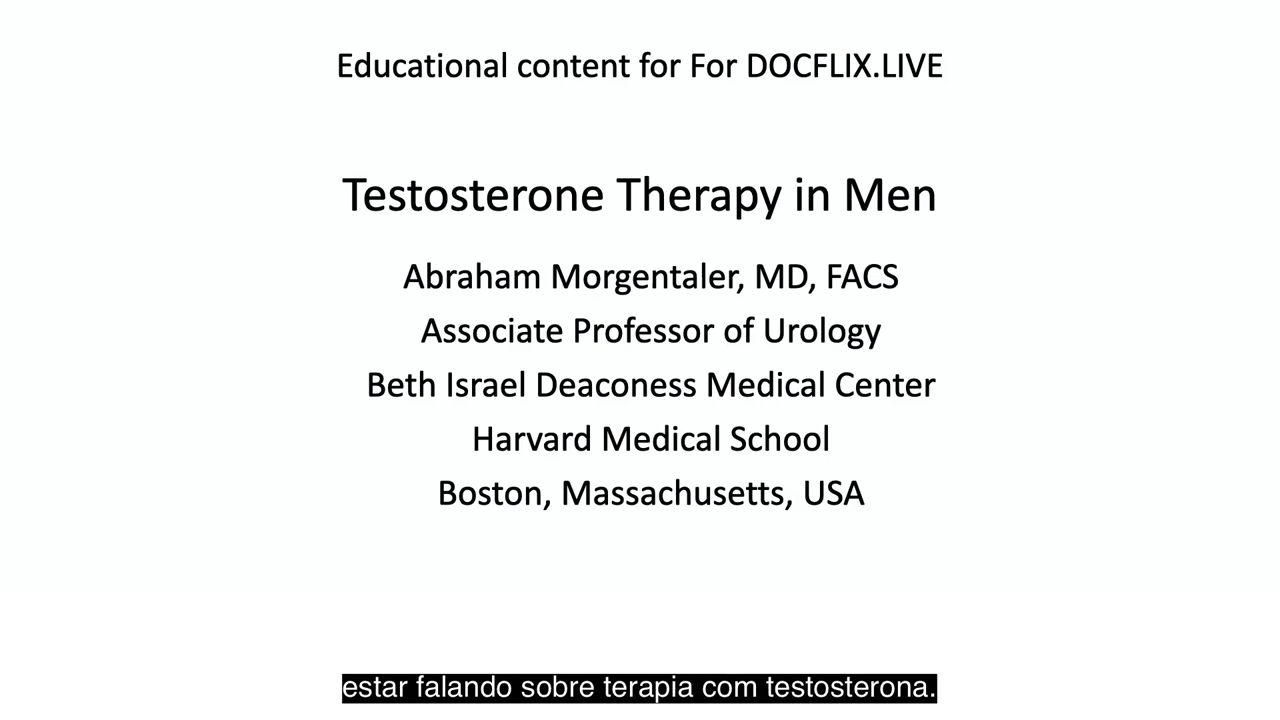 Educational content for For DOCFLIX.LIVE
Testosterone Therapy in Men
Abraham Morgentaler, MD, FACS
Associate Professor of Urology
Beth Israel Deaconess Medical Center
Harvard Medical School
Boston, Massachusetts, USA
estar falando sobre terapia com testosterona.